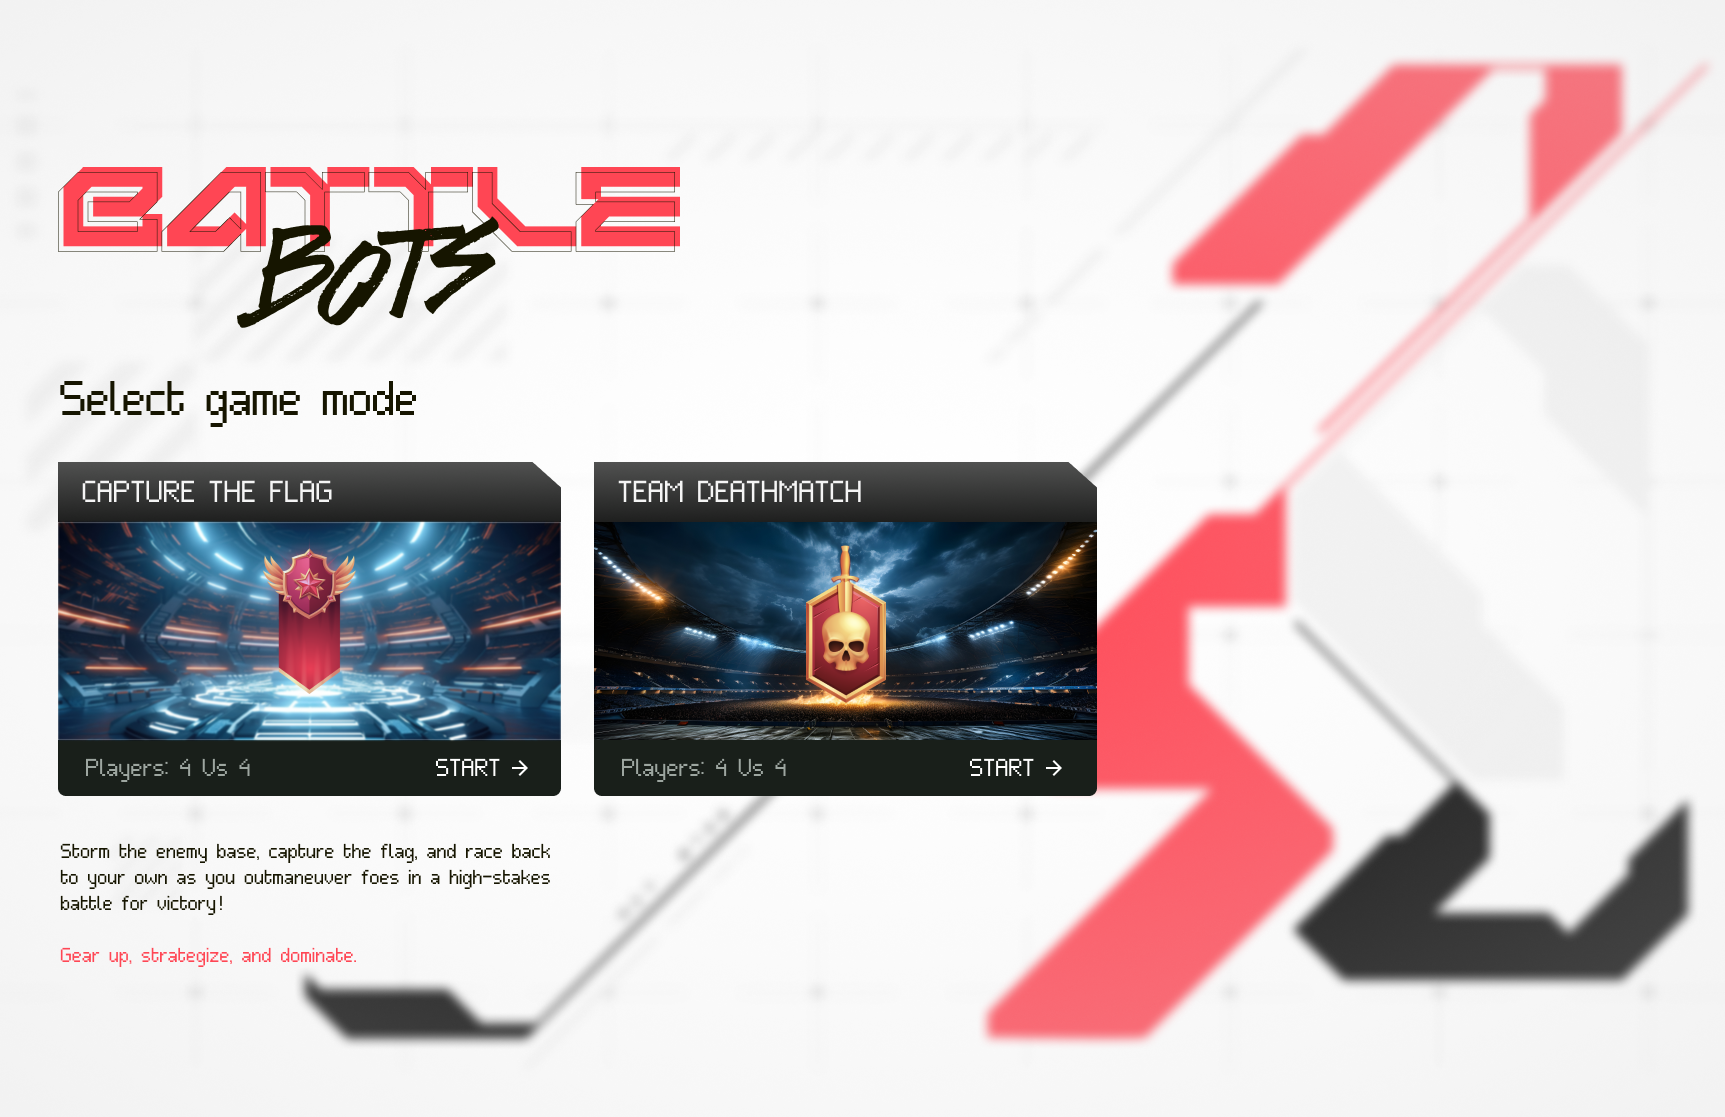 BATTLE
BOTS
Select game mode
CAPTURE THE FLAG
TEAM DEATHMATCH
Players: 4 Vs 4
START →
Players: 4 Vs 4
START →
Storm the enemy base, capture the flag, and race back
to your own as you outmaneuver foes in a high-stakes
battle for victory!
Gear up, strategize, and dominate.